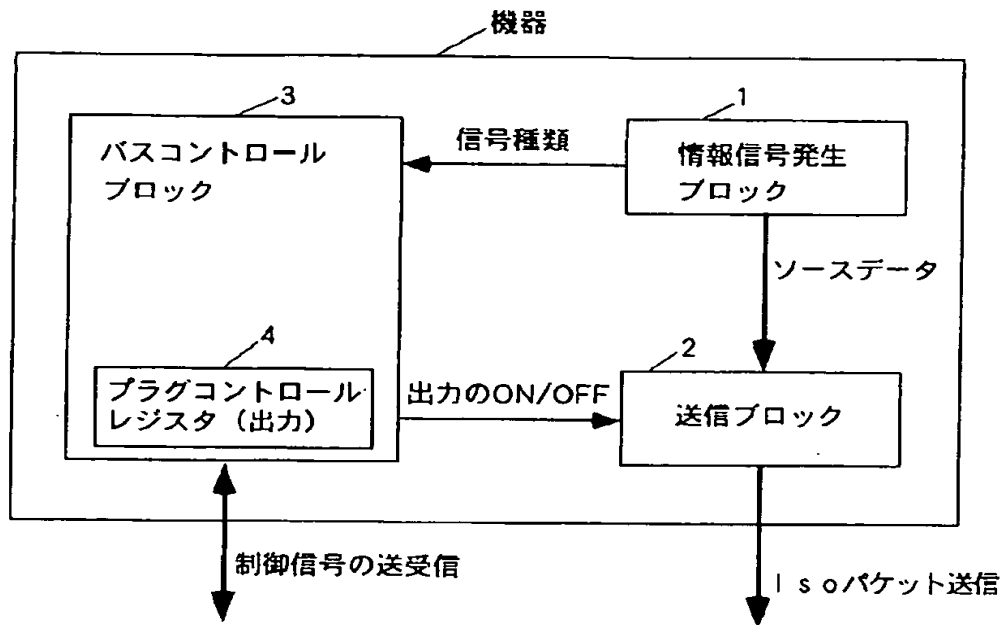 機器
3
バスコントロール
ブロック
信号種類
1
情報信号発生
ブロック
ソースデータ
4
プラグコントロール
レジスタ（出力）
出力のON/OFF
2
送信ブロック
制御信号の送受信
Ｉｓｏパケット送信